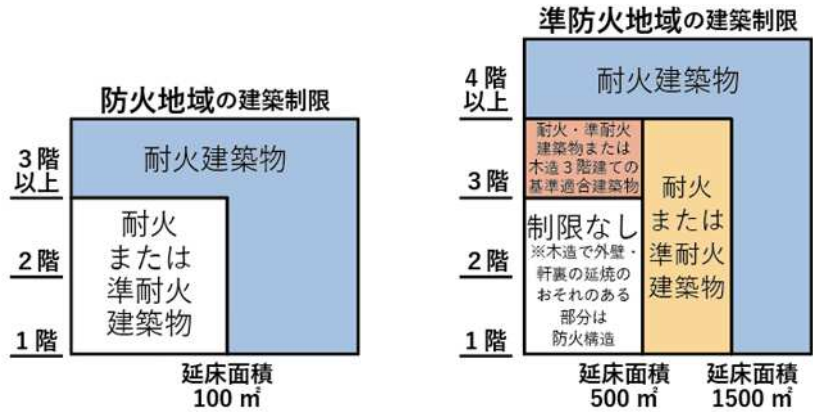 防火地域の建築制限
3階
以上
2階
1階
耐火建築物
耐火
または
準耐火
建築物
延床面積
100 ㎡
準防火地域の建築制限
4階
以上
3階
2階
1階
耐火建築物
耐火・準耐火
建築物または
木造3階建ての
基準適合建築物
制限なし
※木造で外壁・
軒裏の延焼の
おそれのある
部分は
防火構造
耐火
または
準耐火
建築物
延床面積
500 ㎡
延床面積
1500 ㎡